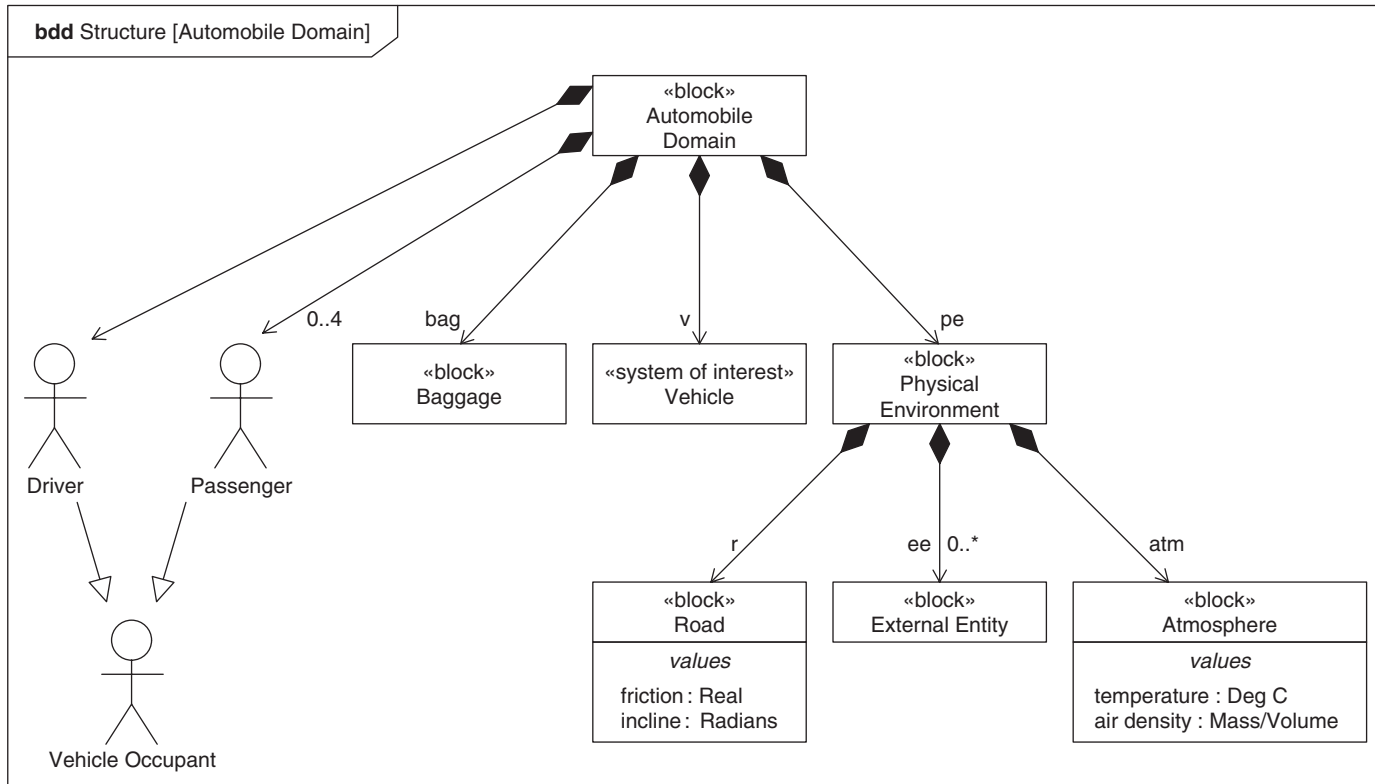 bdd Structure [Automobile Domain]
«block»
Automobile
Domain
0..4
bag
v
pe
Driver
Passenger
«block»
Baggage
«system of interest»
Vehicle
«block»
Physical
Environment
r
ee
0..*
atm
Vehicle Occupant
«block»
Road
values
friction : Real
incline : Radians
«block»
External Entity
«block»
Atmosphere
values
temperature : Deg C
air density : Mass/Volume